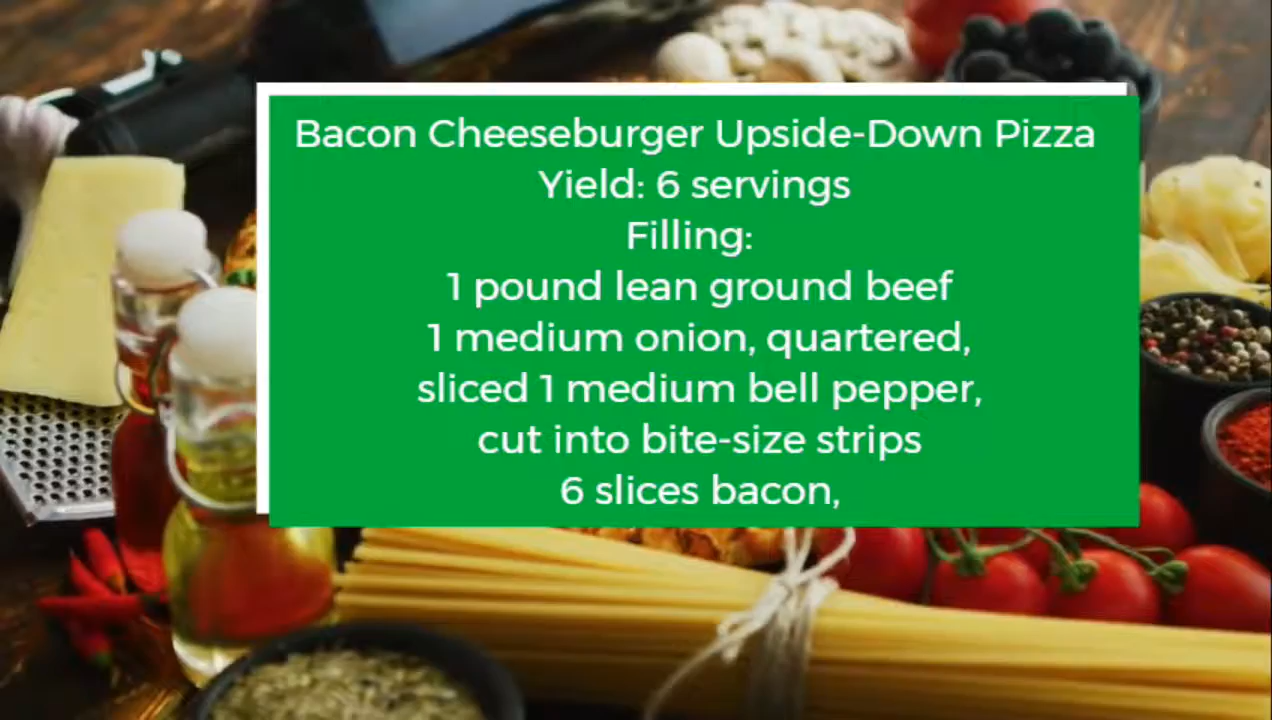 Bacon Cheeseburger Upside-Down Pizza
Yield: 6 servings
Filling:
1 pound lean ground beef
1 medium onion, quartered,
sliced 1 medium bell pepper,
cut into bite-size strips
6 slices bacon,